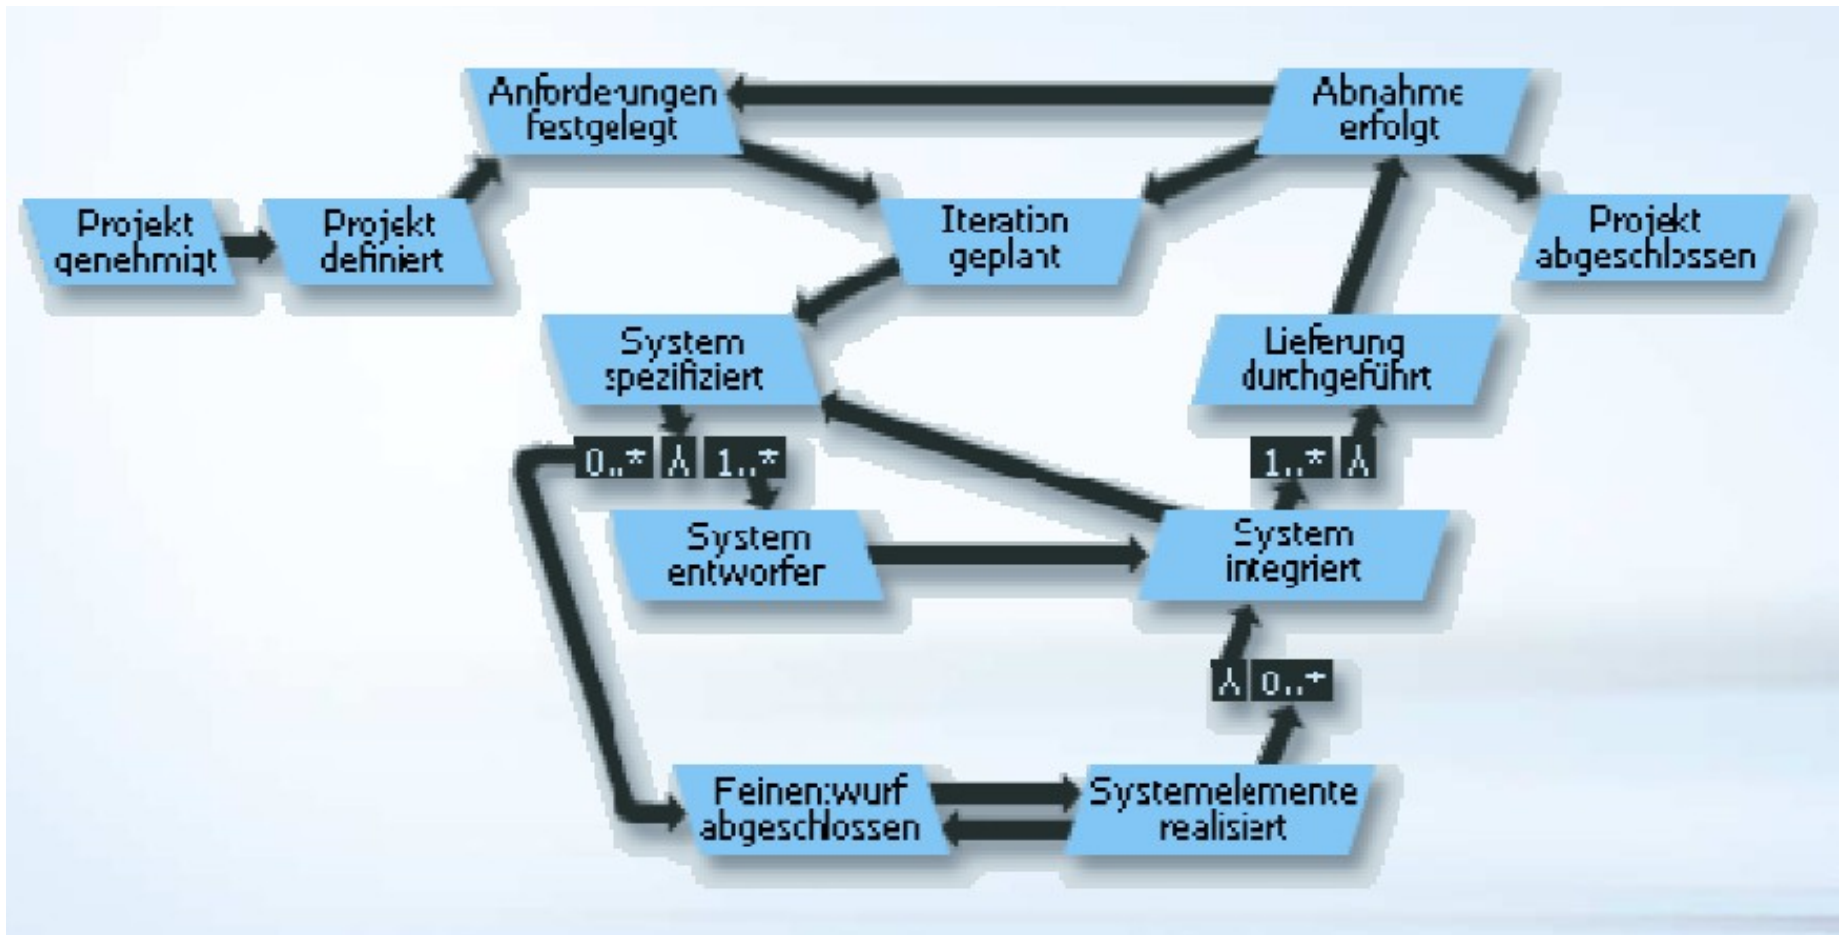 Anforderungen
festgelegt
Abnahme
erfolgt
Projekt
genehmigt
Projekt
definiert
Iteration
geplant
Projekt
abgeschlossen
System
spezifiziert
Lieferung
durchgeführt
0..* 1..*
1..*
System
entworfen
System
integriert
0..*
Feinentwurf
abgeschlossen
Systemelemente
realisiert